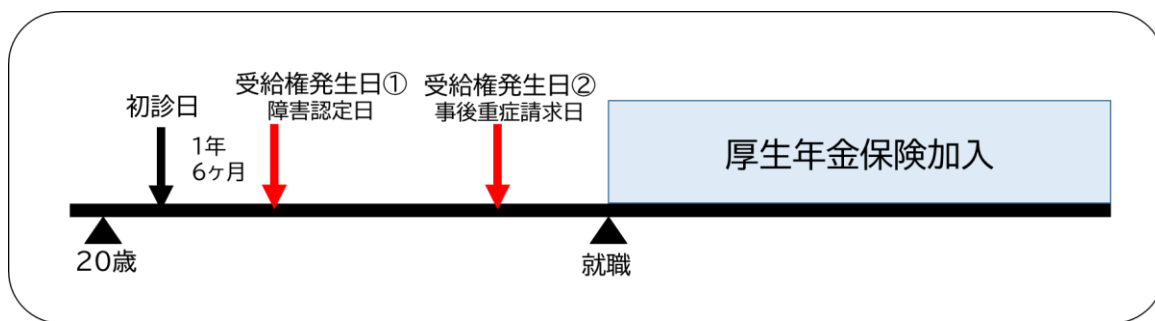 初診日
1年
6ヶ月
受給権発生日①
障害認定日
受給権発生日②
事後重症請求日
厚生年金保険加入
20歳
就職